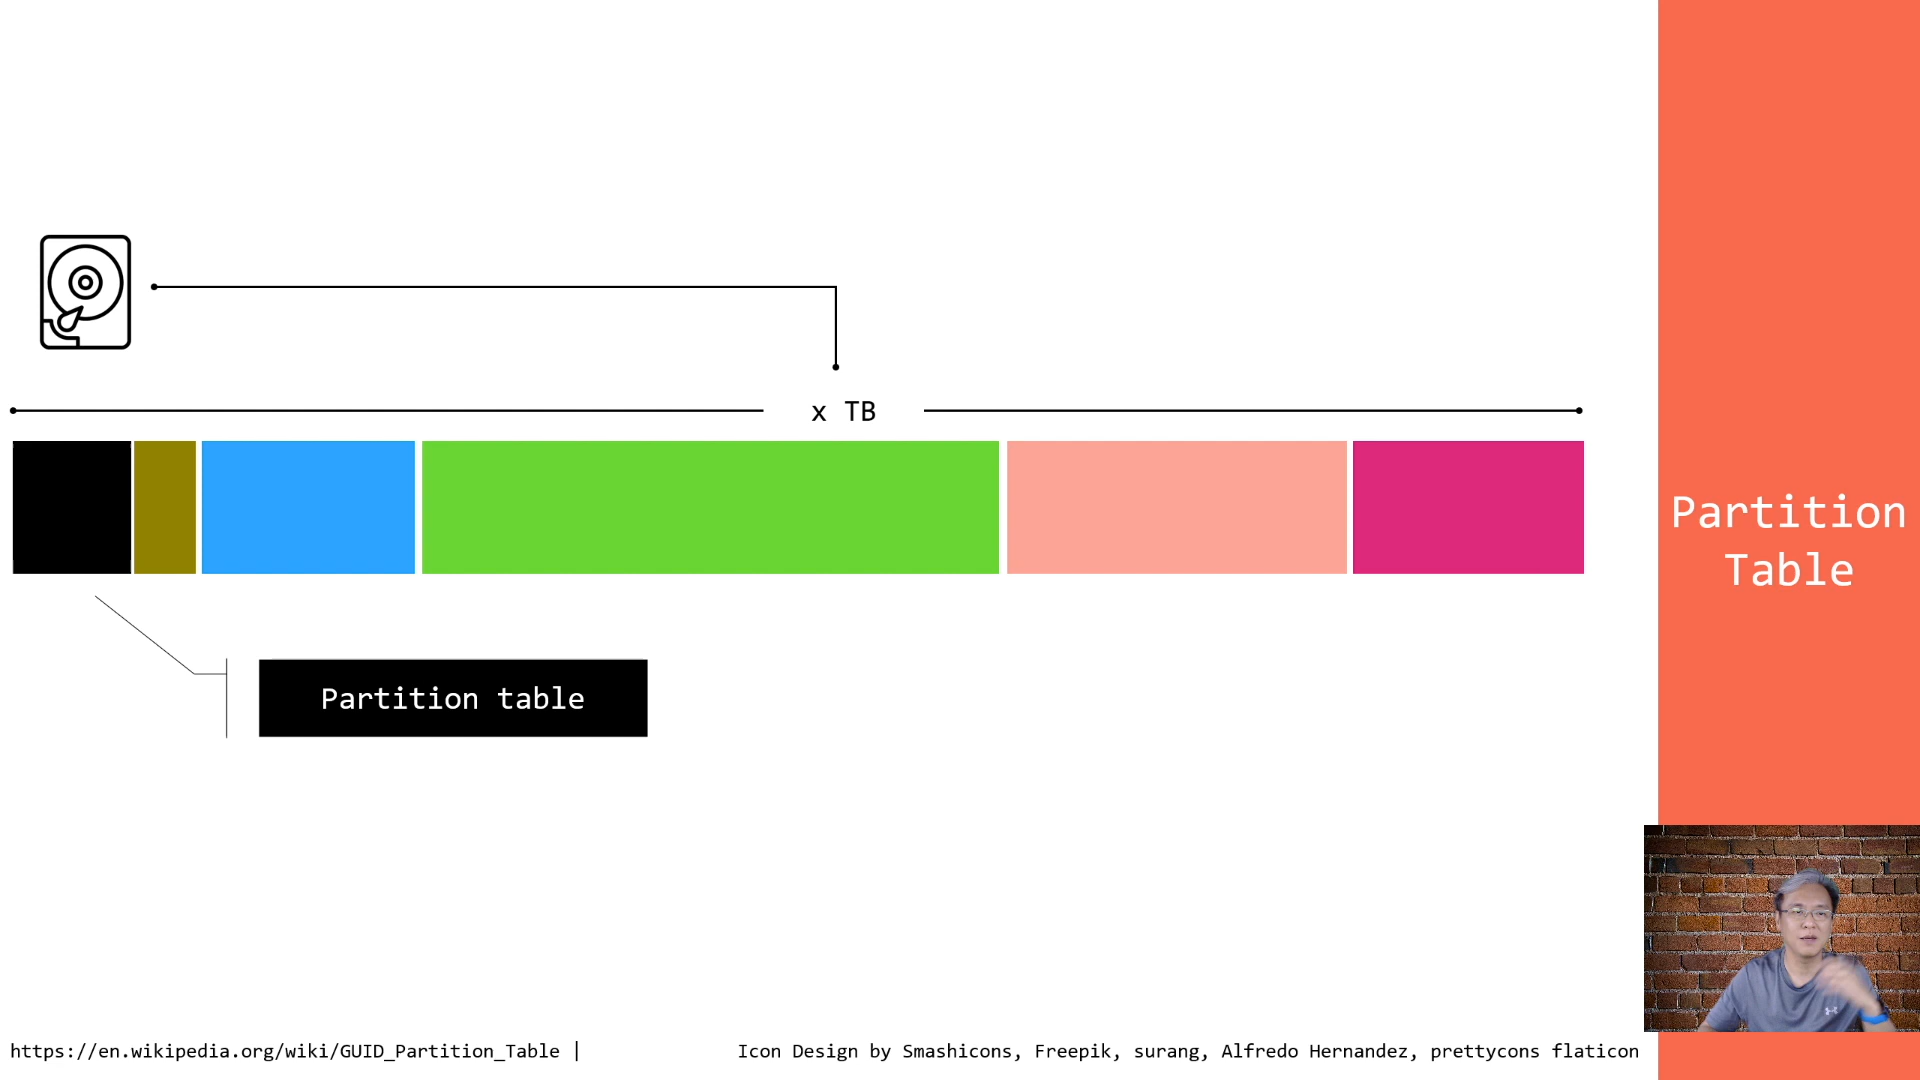 x TB
Partition
Table
Partition table
https://en.wikipedia.org/wiki/GUID_Partition_Table |
Icon Design by Smashicons, Freepik, surang, Alfredo Hernandez, prettycons flaticon